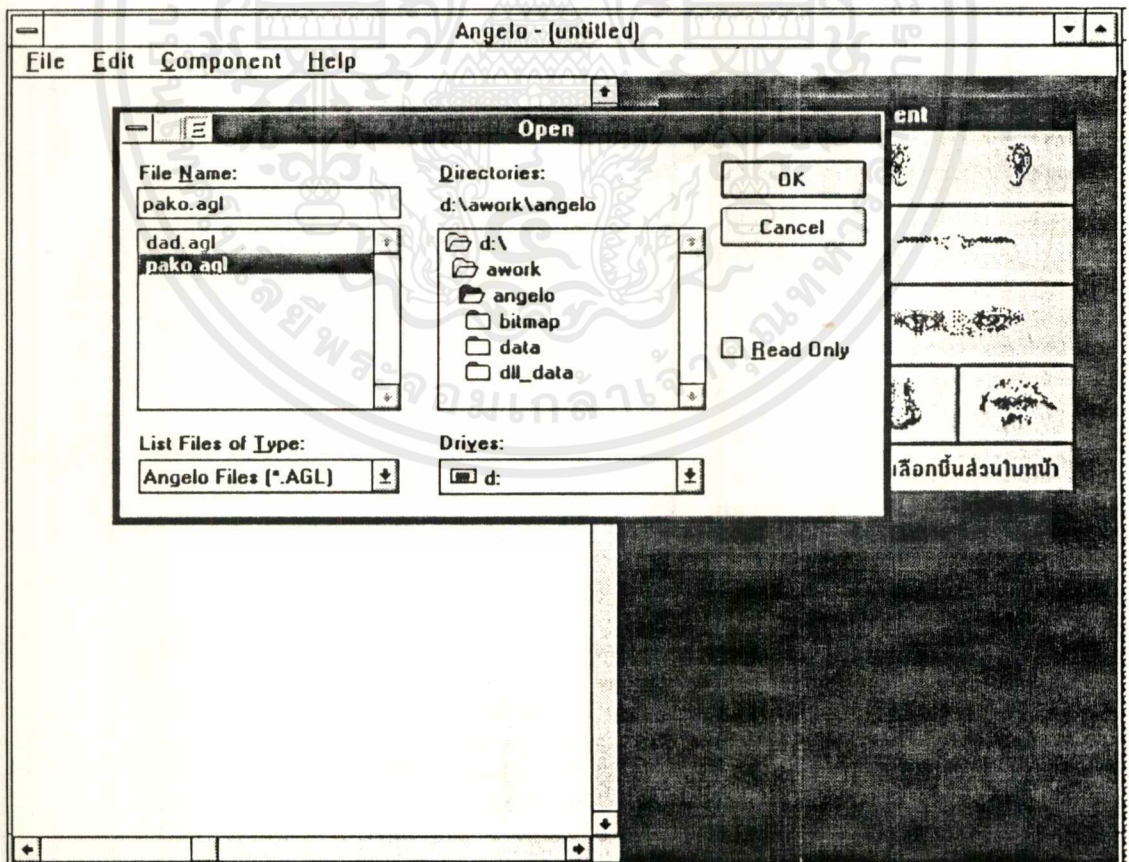 Angelo - (untitled)
File Edit Component Help
ent
Open
File Name:
pako.agl
dad.agl
pako.agl
List Files of Type:
Angelo Files (*.AGL)
Directories:
d:\awork\angelo
d:\
awork
angelo
bitmap
data
dll_data
Drives:
d:
OK
Cancel
Read Only
เลือกชิ้นส่วนใบหน้า